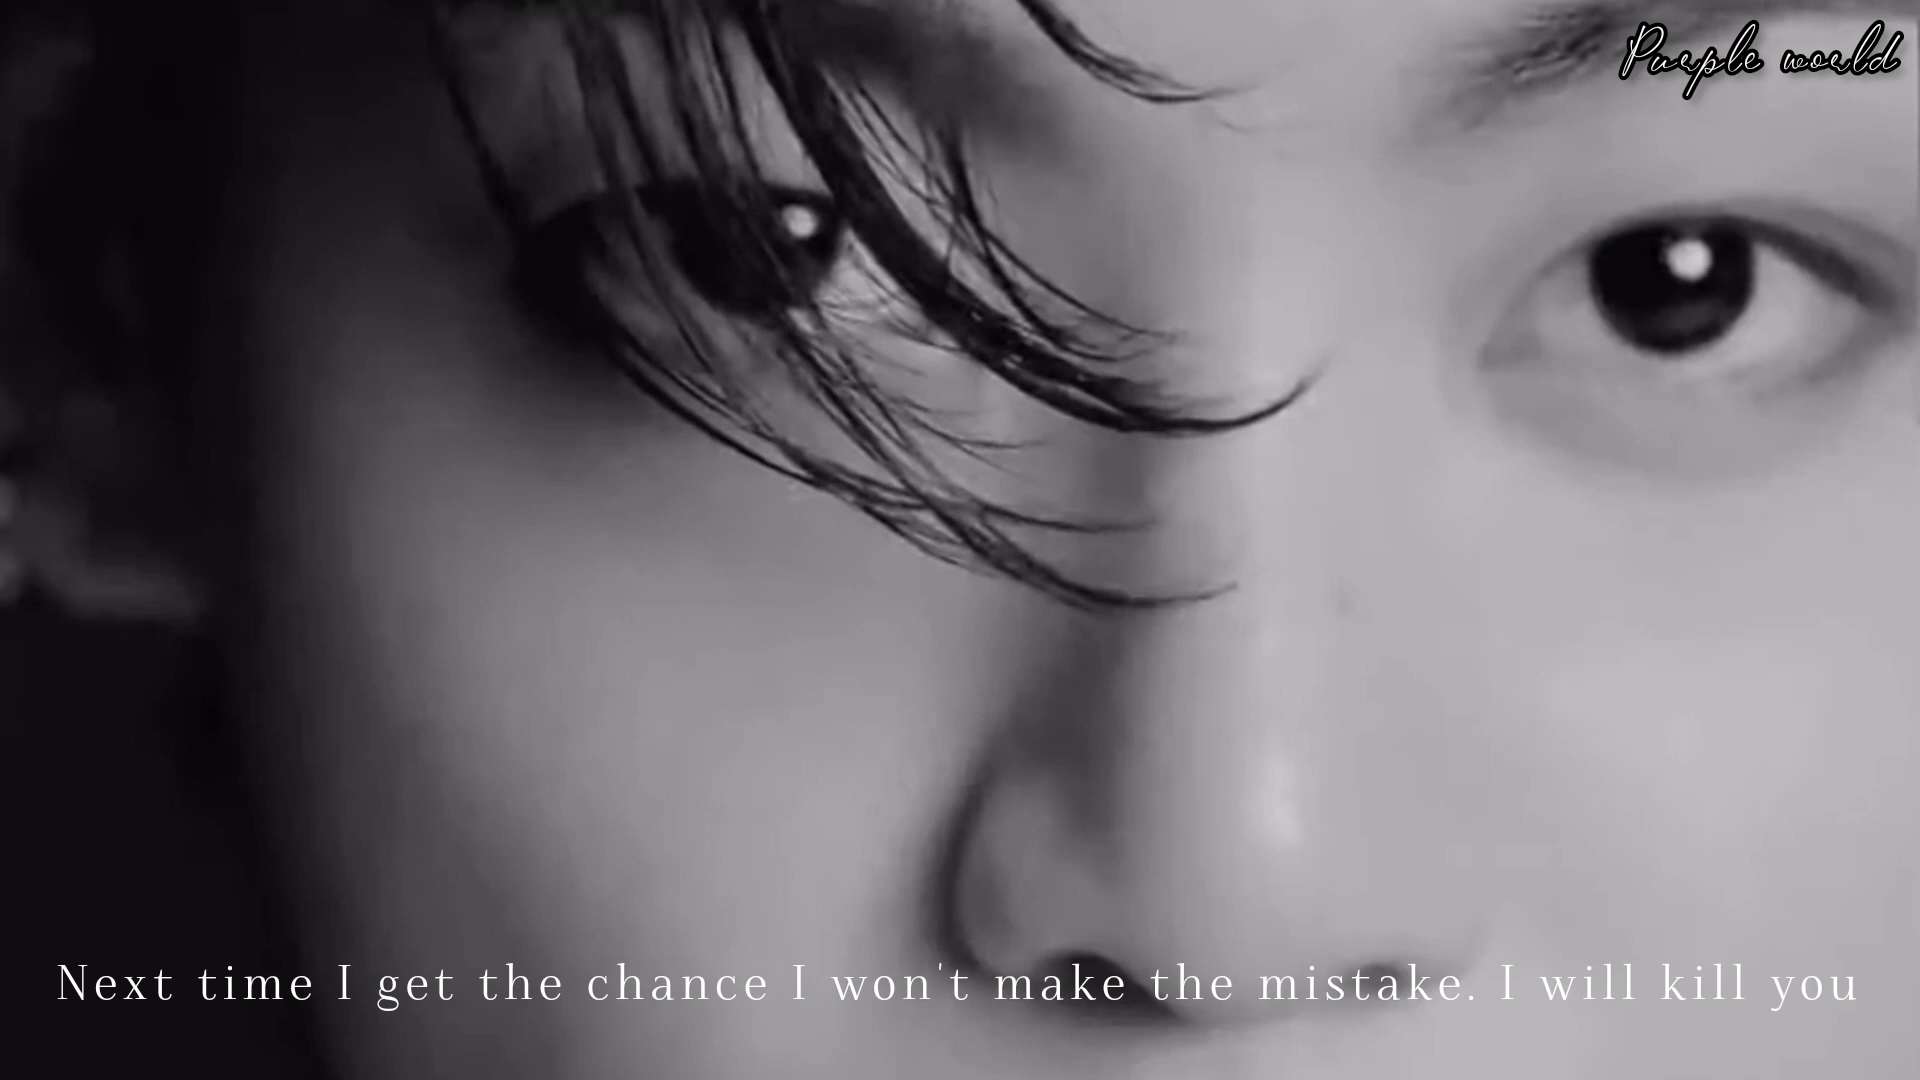 Purple world
Next time I get the chance I won't make the mistake. I will kill you